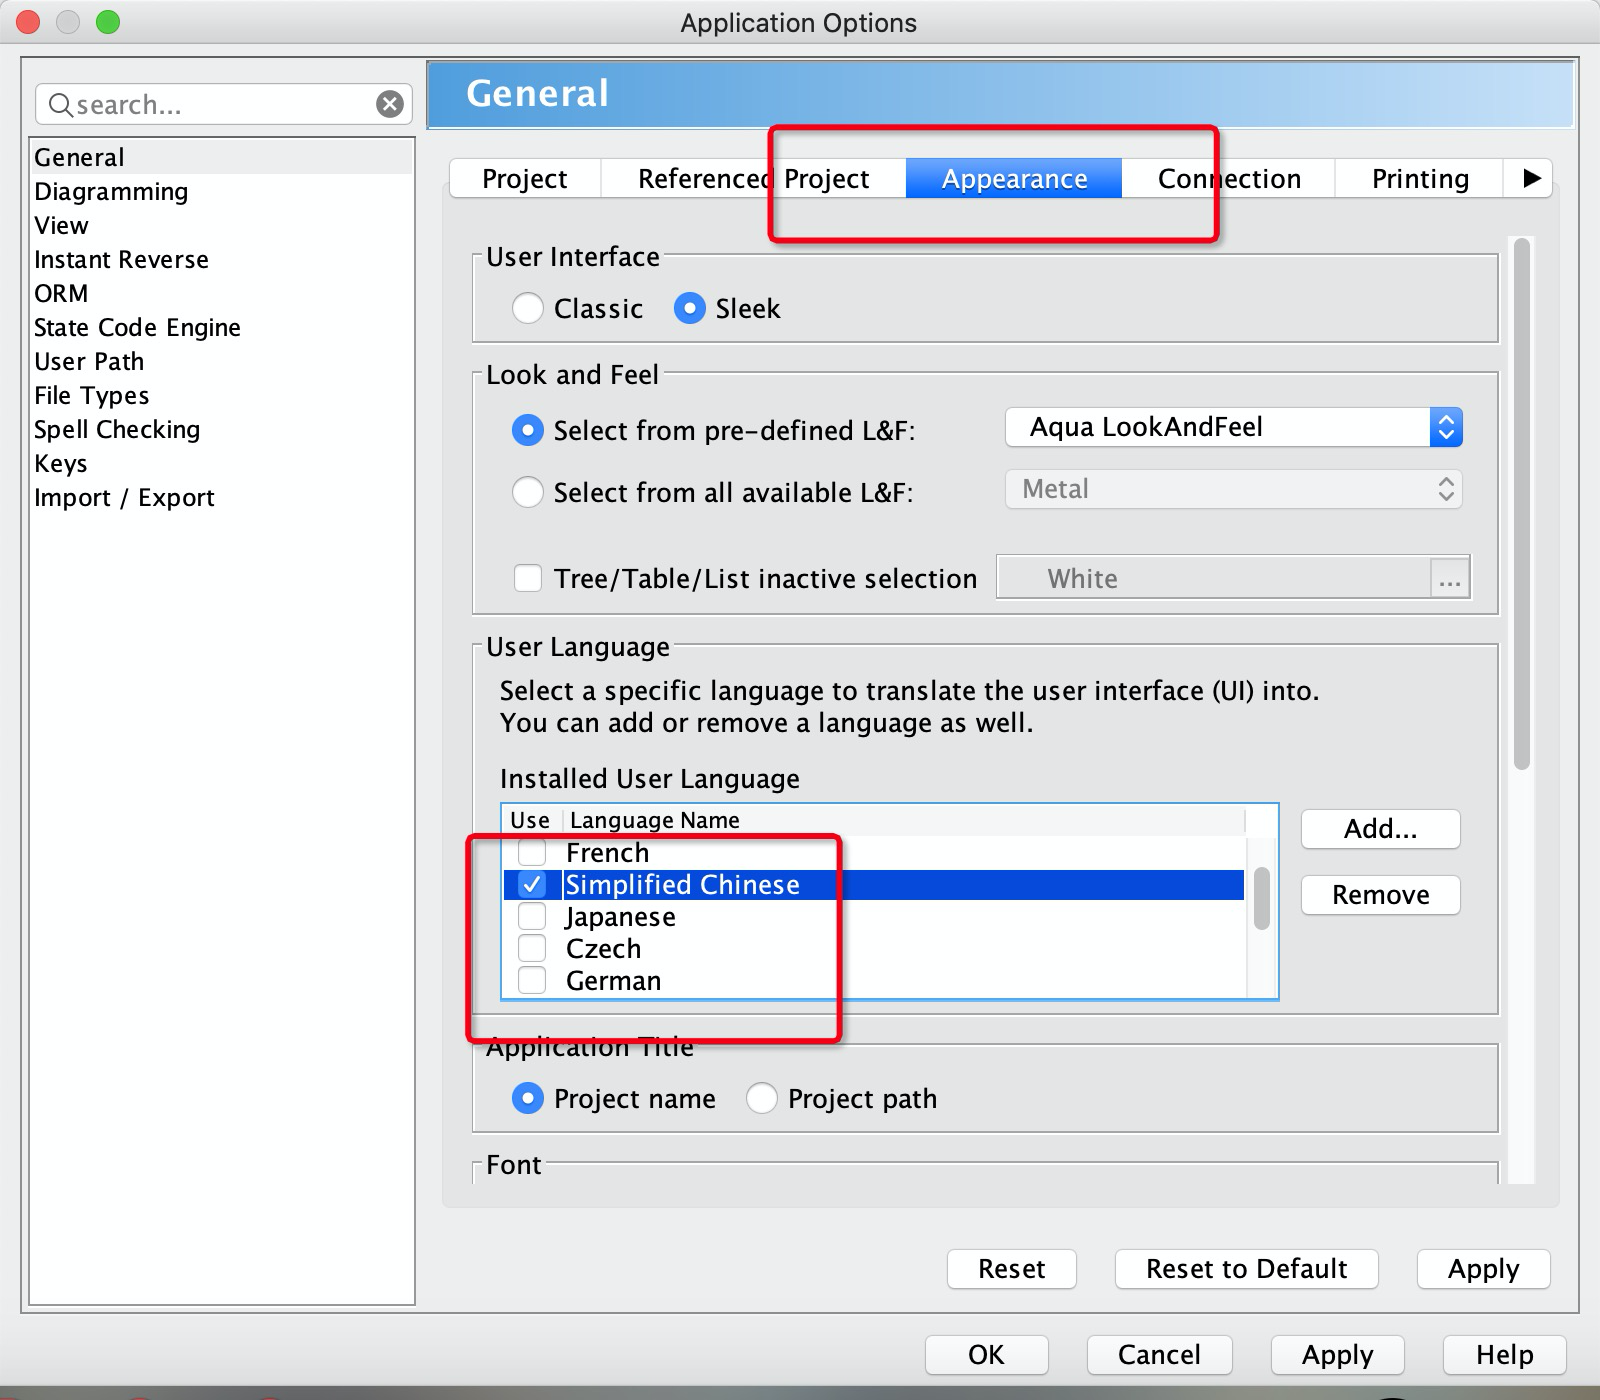 Application Options
search...
General
Diagramming
View
Instant Reverse
ORM
State Code Engine
User Path
File Types
Spell Checking
Keys
Import / Export
General
Project Referenced Project Appearance Connection Printing
User Interface
Classic Sleek
Look and Feel
Select from pre-defined L&F: Aqua LookAndFeel
Select from all available L&F: Metal
Tree/Table/List inactive selection White ...
User Language
Select a specific language to translate the user interface (UI) into.
You can add or remove a language as well.
Installed User Language
Use Language Name
French
Simplified Chinese
Japanese
Czech
German
Add...
Remove
Application Title
Project name Project path
Font
Reset Reset to Default Apply
OK Cancel Apply Help